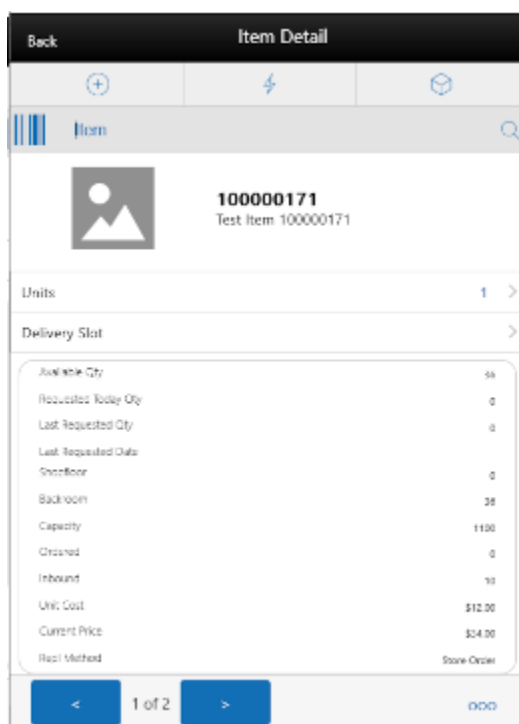 Back
Item Detail
Item
100000171
Test Item 100000171
Units 1 >
Delivery Slot >
Available Qty 36
Requested Today Qty 0
Last Requested Qty 0
Last Requested Date
Shopfloor 0
Backroom 36
Capacity 1100
Ordered 0
Inbound 10
Unit Cost $12.00
Current Price $34.00
Repl Method Store Order
< 1 of 2 >